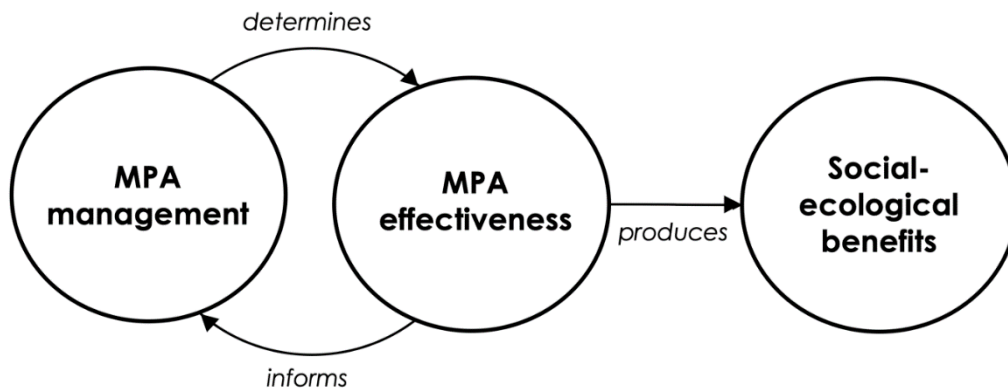 determines
MPA
management
MPA
effectiveness
produces
Social-
ecological
benefits
informs